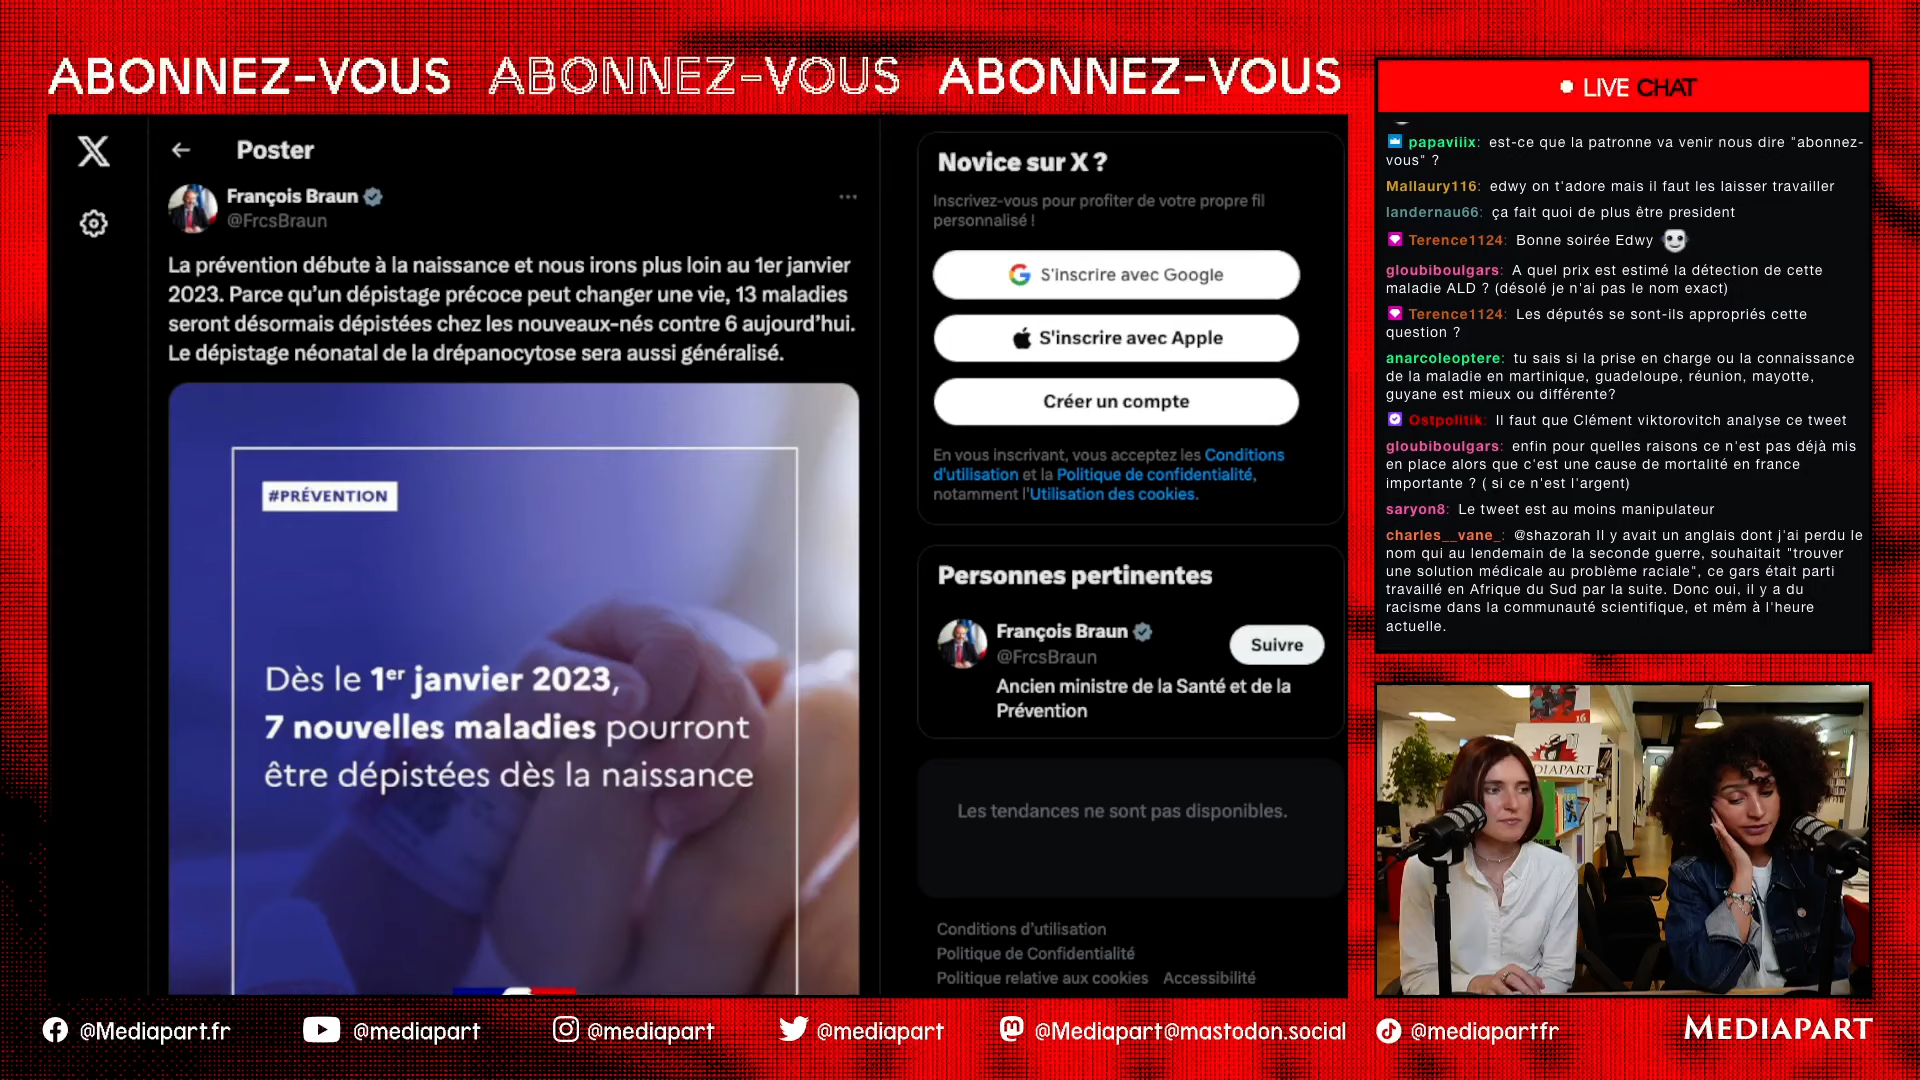 ABONNEZ-VOUS ABONNEZ-VOUS ABONNEZ-VOUS
Poster
François Braun
@FrcsBraun
La prévention débute à la naissance et nous irons plus loin au 1er janvier
2023. Parce qu’un dépistage précoce peut changer une vie, 13 maladies
seront désormais dépistées chez les nouveaux-nés contre 6 aujourd’hui.
Le dépistage néonatal de la drépanocytose sera aussi généralisé.
#PRÉVENTION
Dès le 1er janvier 2023,
7 nouvelles maladies pourront
être dépistées dès la naissance
Novice sur X ?
Inscrivez-vous pour profiter de votre propre fil
personnalisé !
S'inscrire avec Google
S'inscrire avec Apple
Créer un compte
En vous inscrivant, vous acceptez les Conditions
d'utilisation et la Politique de confidentialité,
notamment l'Utilisation des cookies.
Personnes pertinentes
François Braun
@FrcsBraun
Suivre
Ancien ministre de la Santé et de la
Prévention
Les tendances ne sont pas disponibles.
Conditions d’utilisation
Politique de Confidentialité
Politique relative aux cookies Accessibilité
LIVE CHAT
papaviiix: est-ce que la patronne va venir nous dire "abonnez-
vous" ?
Mallaury116: edwy on t'adore mais il faut les laisser travailler
landernau66: ça fait quoi de plus être president
Terence1124: Bonne soirée Edwy
gloubiboulgars: A quel prix est estimé la détection de cette
maladie ALD ? (désolé je n'ai pas le nom exact)
Terence1124: Les députés se sont-ils appropriés cette
question ?
anarcoleoptere: tu sais si la prise en charge ou la connaissance
de la maladie en martinique, guadeloupe, réunion, mayotte,
guyane est mieux ou différente?
Ostpolitik: Il faut que Clément viktorovitch analyse ce tweet
gloubiboulgars: enfin pour quelles raisons ce n'est pas déjà mis
en place alors que c'est une cause de mortalité en france
importante ? ( si ce n'est l'argent)
saryon8: Le tweet est au moins manipulateur
charles__vane_: @shazorah Il y avait un anglais dont j'ai perdu le
nom qui au lendemain de la seconde guerre, souhaitait "trouver
une solution médicale au problème raciale", ce gars était parti
travaillé en Afrique du Sud par la suite. Donc oui, il y a du
racisme dans la communauté scientifique, et mêm à l'heure
actuelle.
16
MEDIAPART
@Mediapart.fr
@mediapart
@mediapart
@mediapart
@Mediapart@mastodon.social
@mediapartfr
MEDIAPART